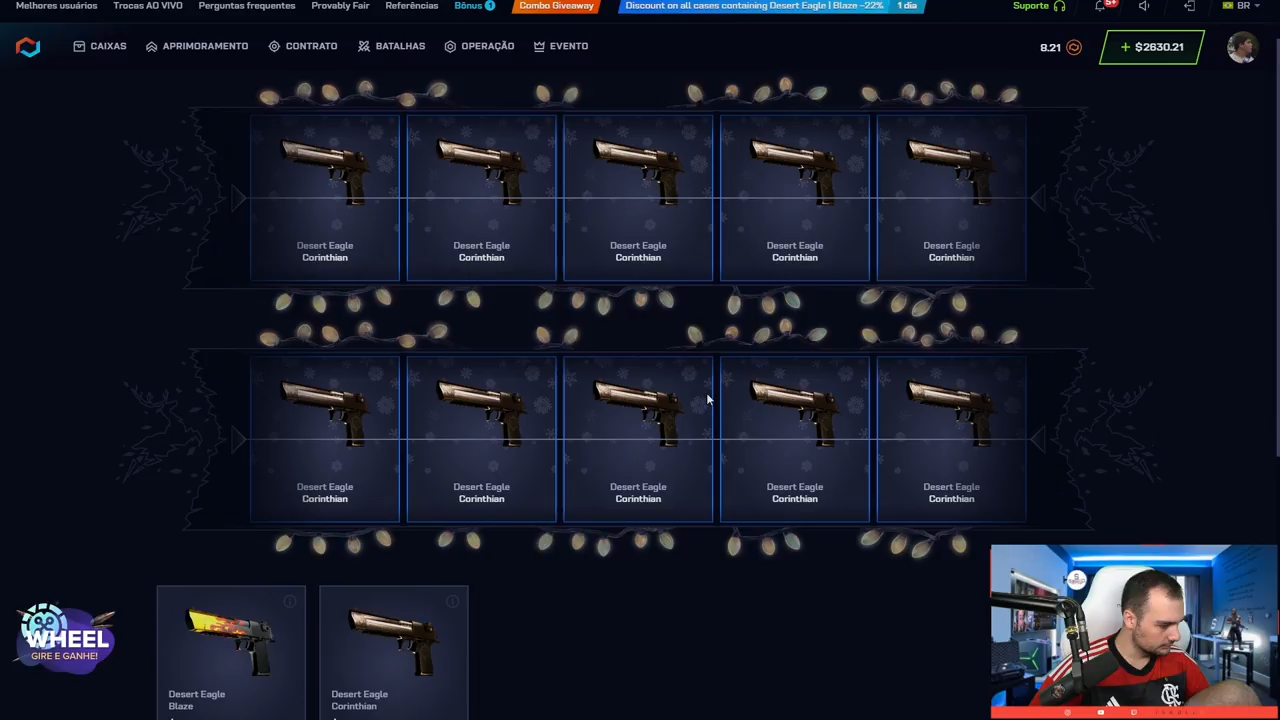 Melhores usuários Trocas AO VIVO Perguntas frequentes Provably Fair Referências Bônus 1 Combo Giveaway Discount on all cases containing Desert Eagle | Blaze -22% 1 dia Suporte 5+ BR
CAIXAS APRIMORAMENTO CONTRATO BATALHAS OPERAÇÃO EVENTO 8.21 + $2630.21
Desert Eagle Desert Eagle Desert Eagle Desert Eagle Desert Eagle
Corinthian Corinthian Corinthian Corinthian Corinthian
Desert Eagle Desert Eagle Desert Eagle Desert Eagle Desert Eagle
Corinthian Corinthian Corinthian Corinthian Corinthian
WHEEL
GIRE E GANHE!
Desert Eagle Desert Eagle
Blaze Corinthian